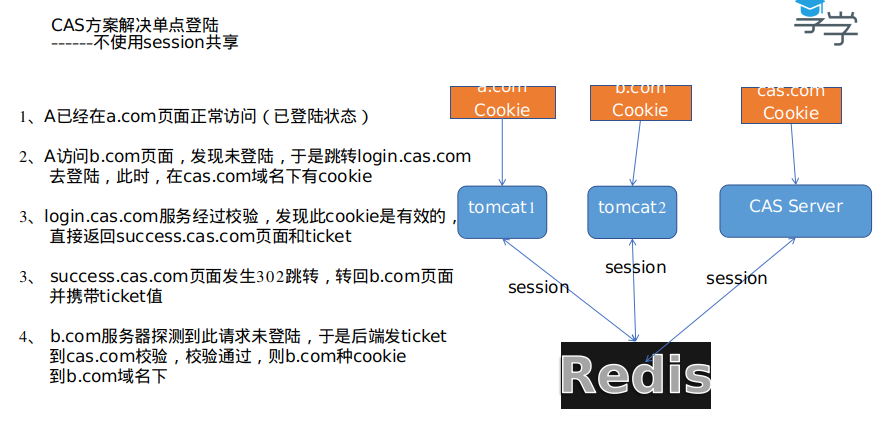 CAS方案解决单点登陆
------不使用session共享
学学
1、A已经在a.com页面正常访问（已登陆状态）
2、A访问b.com页面，发现未登陆，于是跳转login.cas.com
去登陆，此时，在cas.com域名下有cookie
3、login.cas.com服务经过校验，发现此cookie是有效的，
直接返回success.cas.com页面和ticket
3、 success.cas.com页面发生302跳转，转回b.com页面
并携带ticket值
4、 b.com服务器探测到此请求未登陆，于是后端发ticket
到cas.com校验，校验通过，则b.com种cookie
到b.com域名下
a.com
Cookie
b.com
Cookie
cas.com
Cookie
tomcat1
tomcat2
CAS Server
session
session
session
Redis